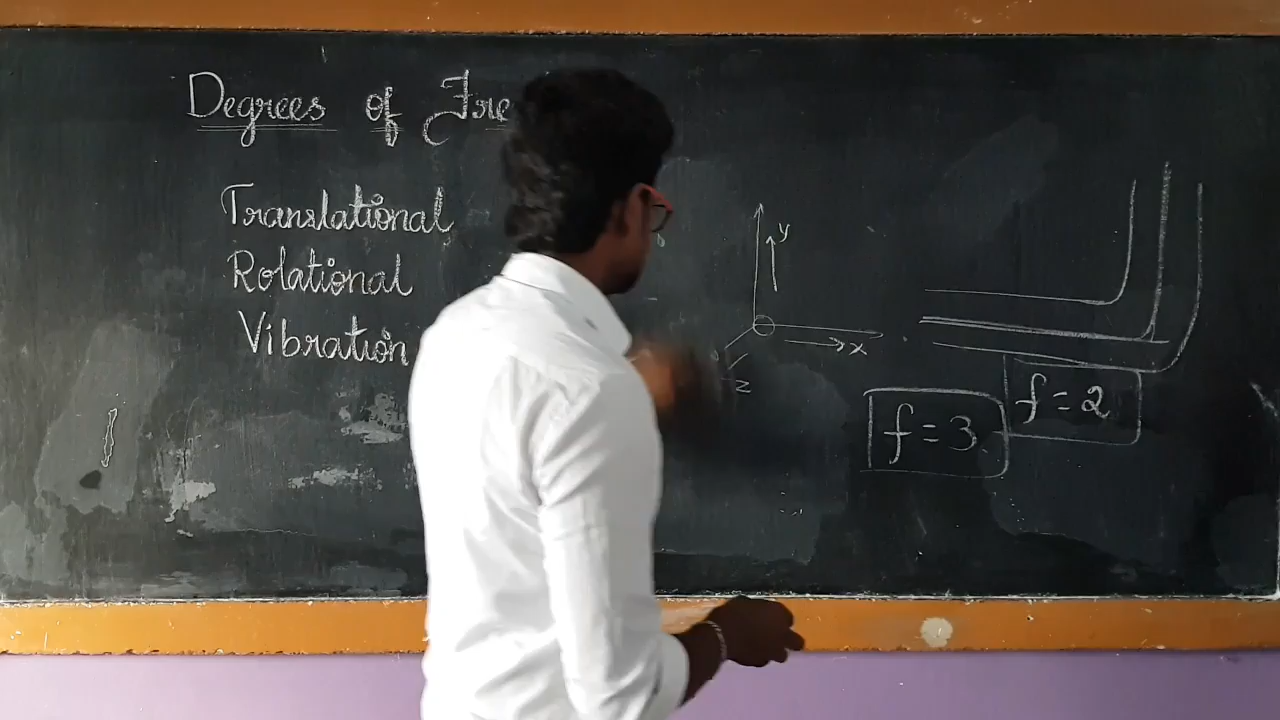 Degrees of Fre
Translational
Rotational
Vibration
y
x
z
f = 3
f = 2